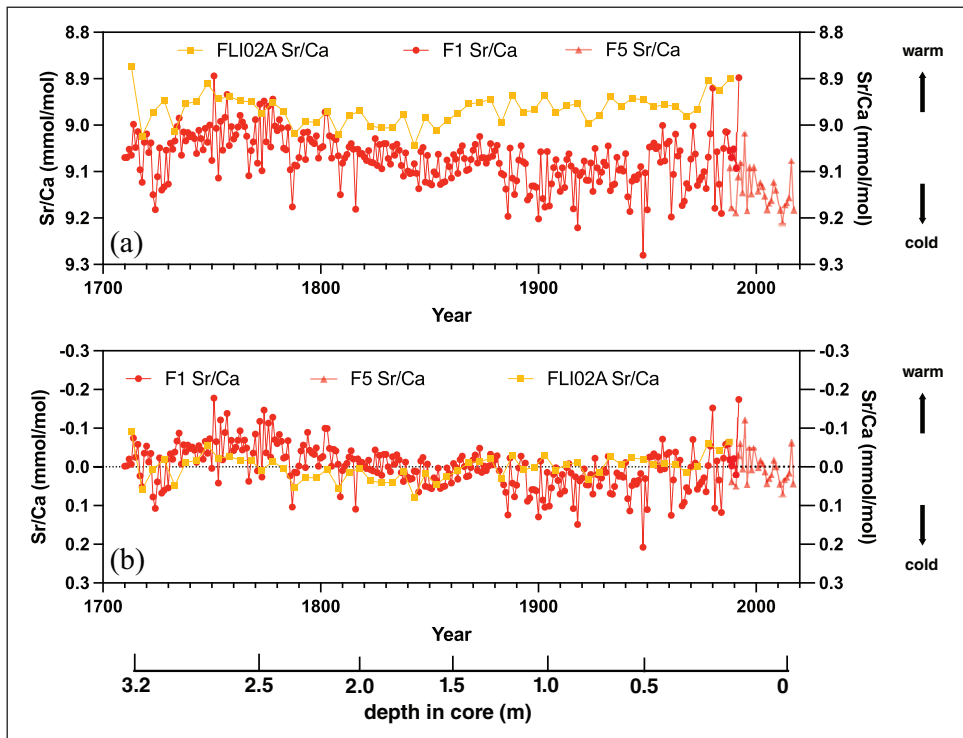 8.8 8.8
FLI02A Sr/Ca F1 Sr/Ca F5 Sr/Ca
warm
8.9 8.9
9.0 9.0
Sr/Ca (mmol/mol) Sr/Ca (mmol/mol)
9.1 9.1
9.2 9.2
(a)
cold
9.3 9.3
1700 1800 1900 2000
Year
-0.3 -0.3
F1 Sr/Ca F5 Sr/Ca FLI02A Sr/Ca
warm
-0.2 -0.2
-0.1 -0.1
Sr/Ca (mmol/mol) Sr/Ca (mmol/mol)
0.0 0.0
0.1 0.1
0.2 0.2
(b)
cold
0.3 0.3
1700 1800 1900 2000
Year
3.2 2.5 2.0 1.5 1.0 0.5 0
depth in core (m)